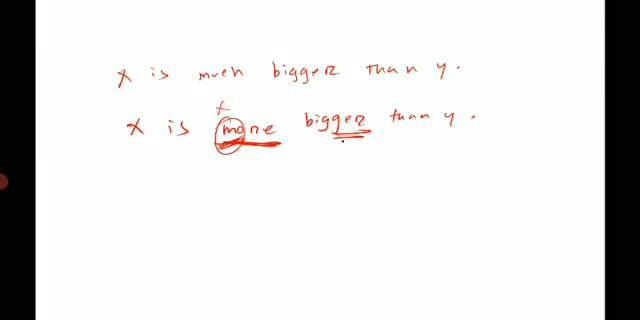 x is much bigger than y.
x
x is more bigger than y.